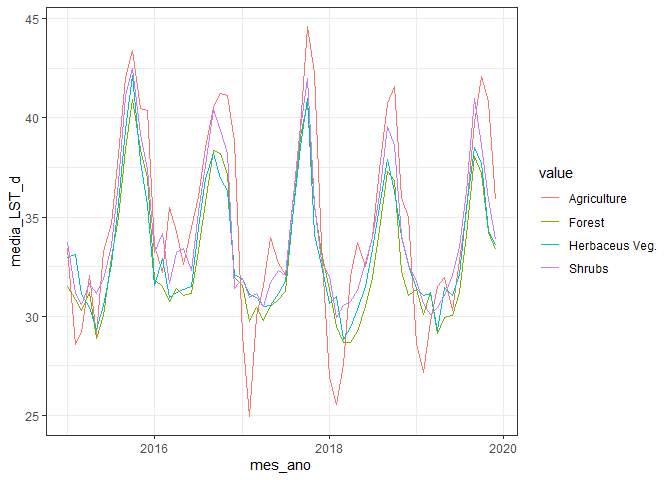 45
40
35
30
25
media_LST_d
2016
2018
2020
mes_ano
value
Agriculture
Forest
Herbaceus Veg.
Shrubs